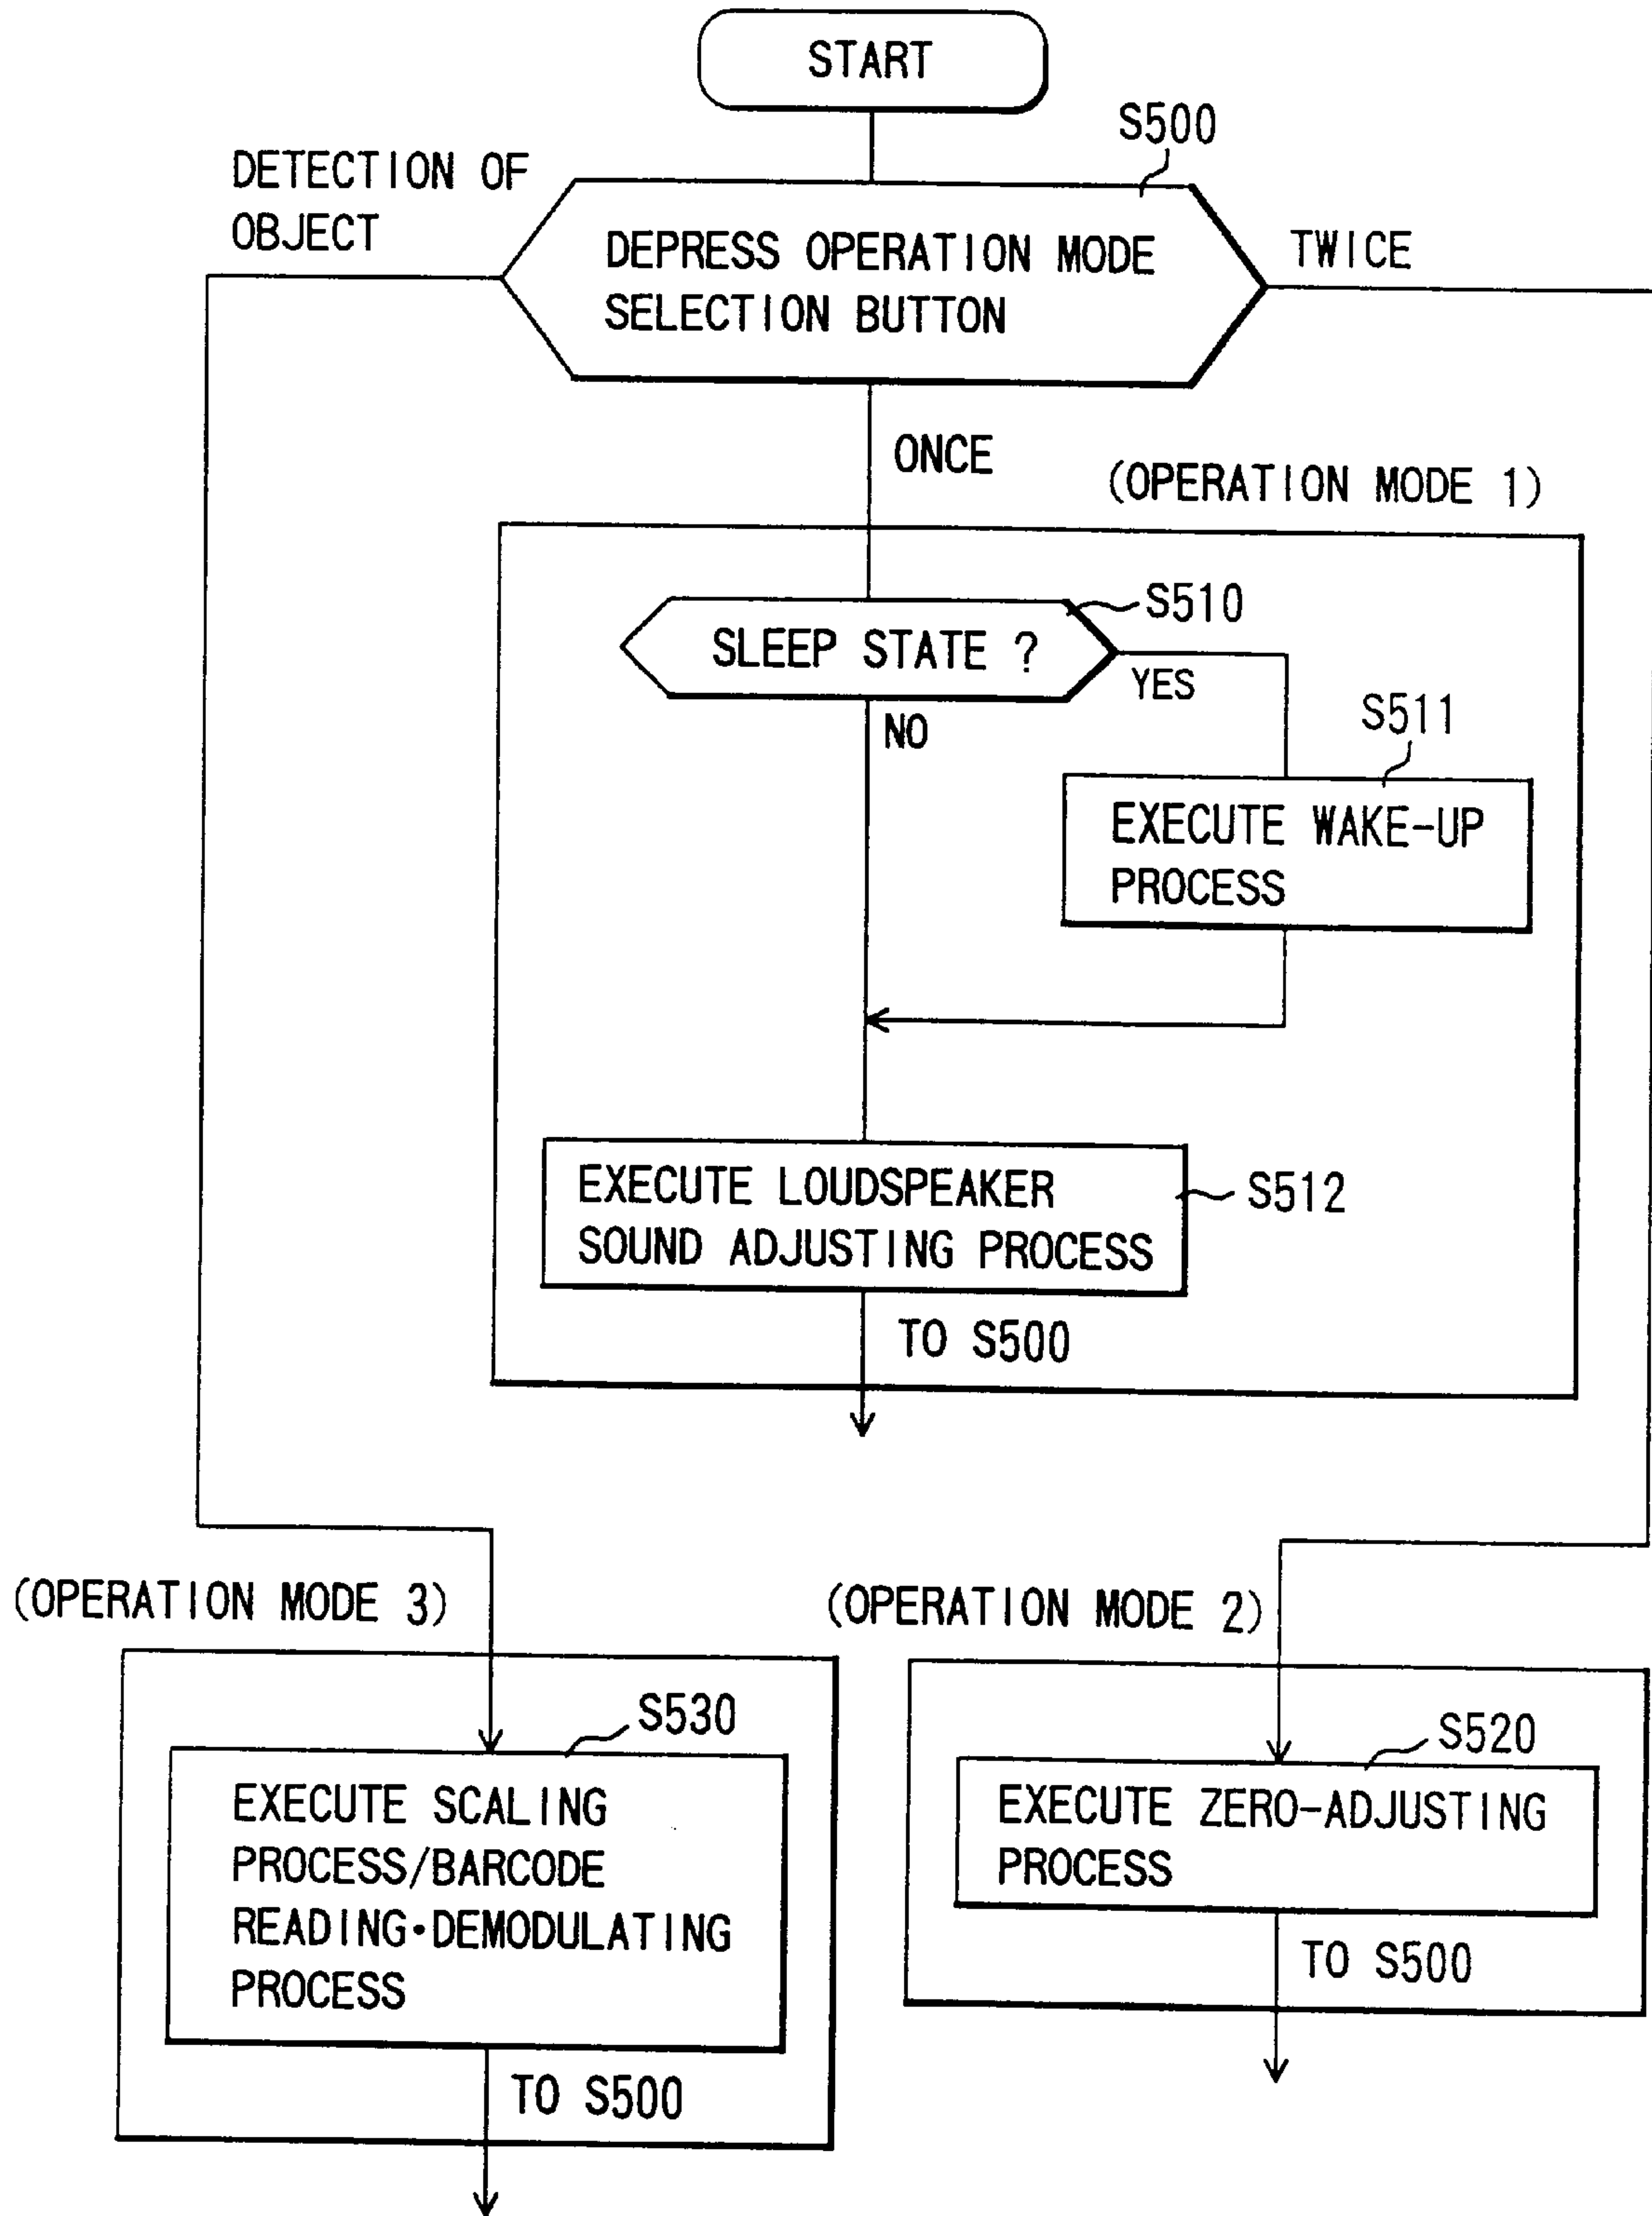 START
S500
DETECTION OF
OBJECT
DEPRESS OPERATION MODE
SELECTION BUTTON
TWICE
ONCE
(OPERATION MODE 1)
SLEEP STATE ?
S510
YES
NO
S511
EXECUTE WAKE-UP
PROCESS
EXECUTE LOUDSPEAKER
SOUND ADJUSTING PROCESS
S512
TO S500
(OPERATION MODE 3)
S530
EXECUTE SCALING
PROCESS/BARCODE
READING·DEMODULATING
PROCESS
TO S500
(OPERATION MODE 2)
S520
EXECUTE ZERO-ADJUSTING
PROCESS
TO S500